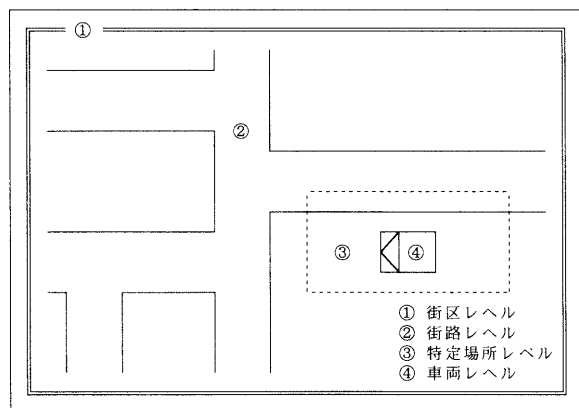 ①
②
③
④
① 街区レヘル
② 街路レヘル
③ 特定場所レベル
④ 車両レヘル